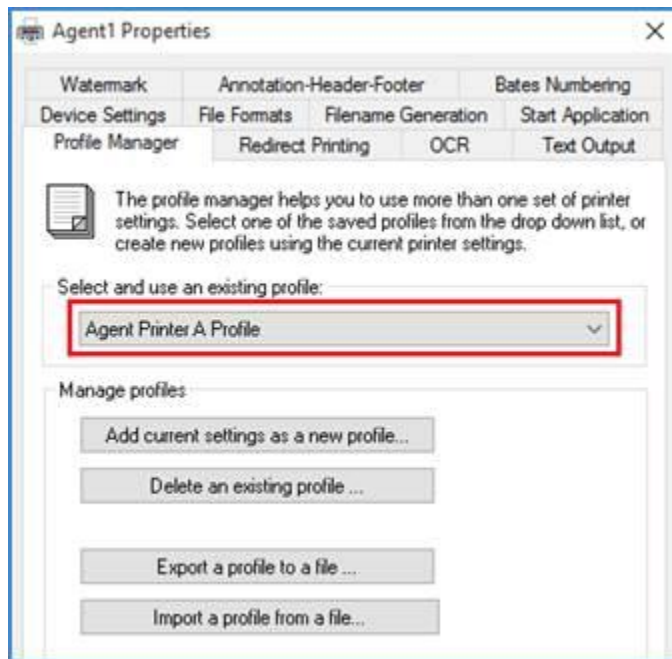 Agent1 Properties
Watermark Annotation-Header-Footer Bates Numbering
Device Settings File Formats Filename Generation Start Application
Profile Manager Redirect Printing OCR Text Output
The profile manager helps you to use more than one set of printer
settings. Select one of the saved profiles from the drop down list, or
create new profiles using the current printer settings.
Select and use an existing profile:
Agent Printer A Profile
Manage profiles
Add current settings as a new profile...
Delete an existing profile ...
Export a profile to a file ...
Import a profile from a file...